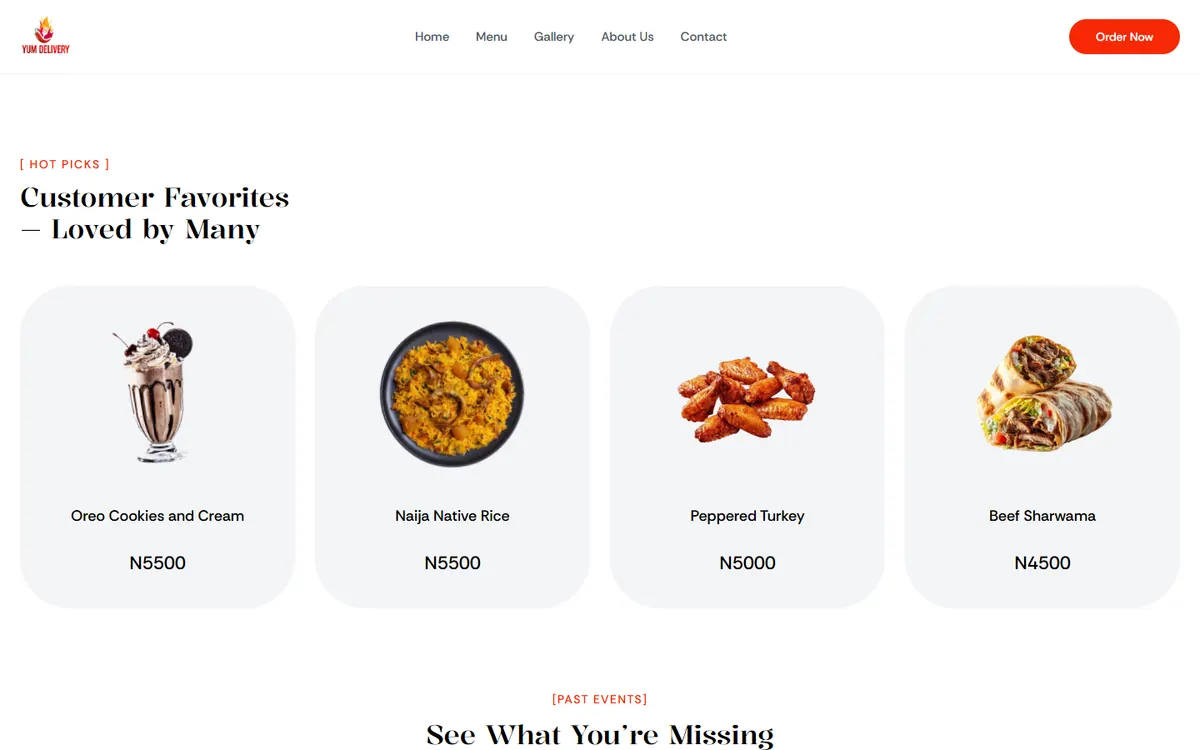 YUM DELIVERY
Home
Menu
Gallery
About Us
Contact
Order Now
[ HOT PICKS ]
Customer Favorites
— Loved by Many
Oreo Cookies and Cream
N5500
Naija Native Rice
N5500
Peppered Turkey
N5000
Beef Sharwama
N4500
[PAST EVENTS]
See What You're Missing